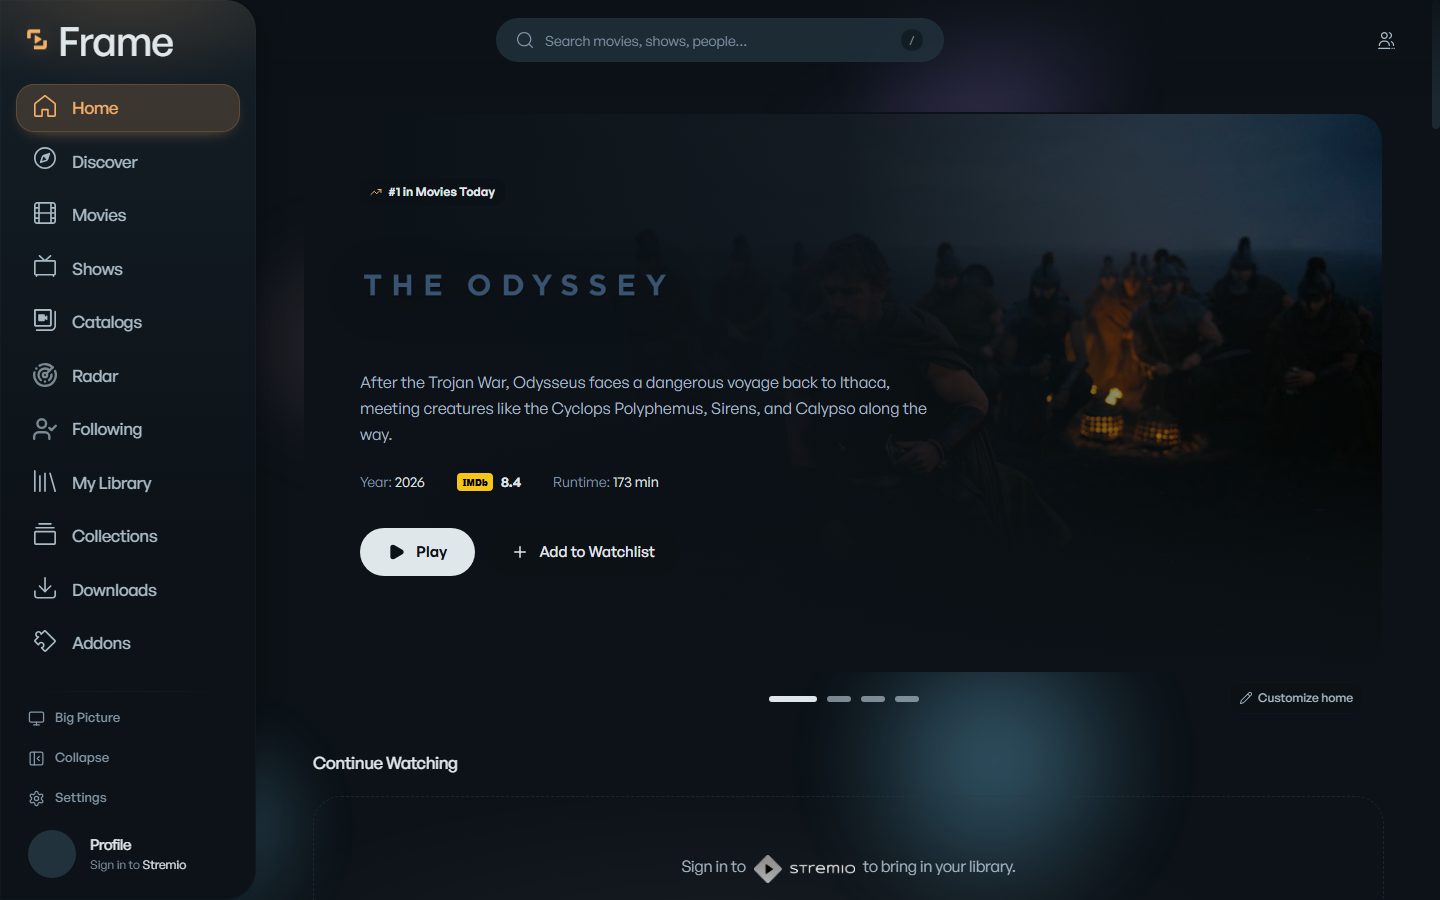 Frame
Search movies, shows, people...
/
Home
Discover
Movies
Shows
Catalogs
Radar
Following
My Library
Collections
Downloads
Addons
Big Picture
Collapse
Settings
Profile
Sign in to Stremio
#1 in Movies Today
THE ODYSSEY
After the Trojan War, Odysseus faces a dangerous voyage back to Ithaca,
meeting creatures like the Cyclops Polyphemus, Sirens, and Calypso along the
way.
Year: 2026 IMDb 8.4 Runtime: 173 min
Play
Add to Watchlist
Customize home
Continue Watching
Sign in to stremio to bring in your library.